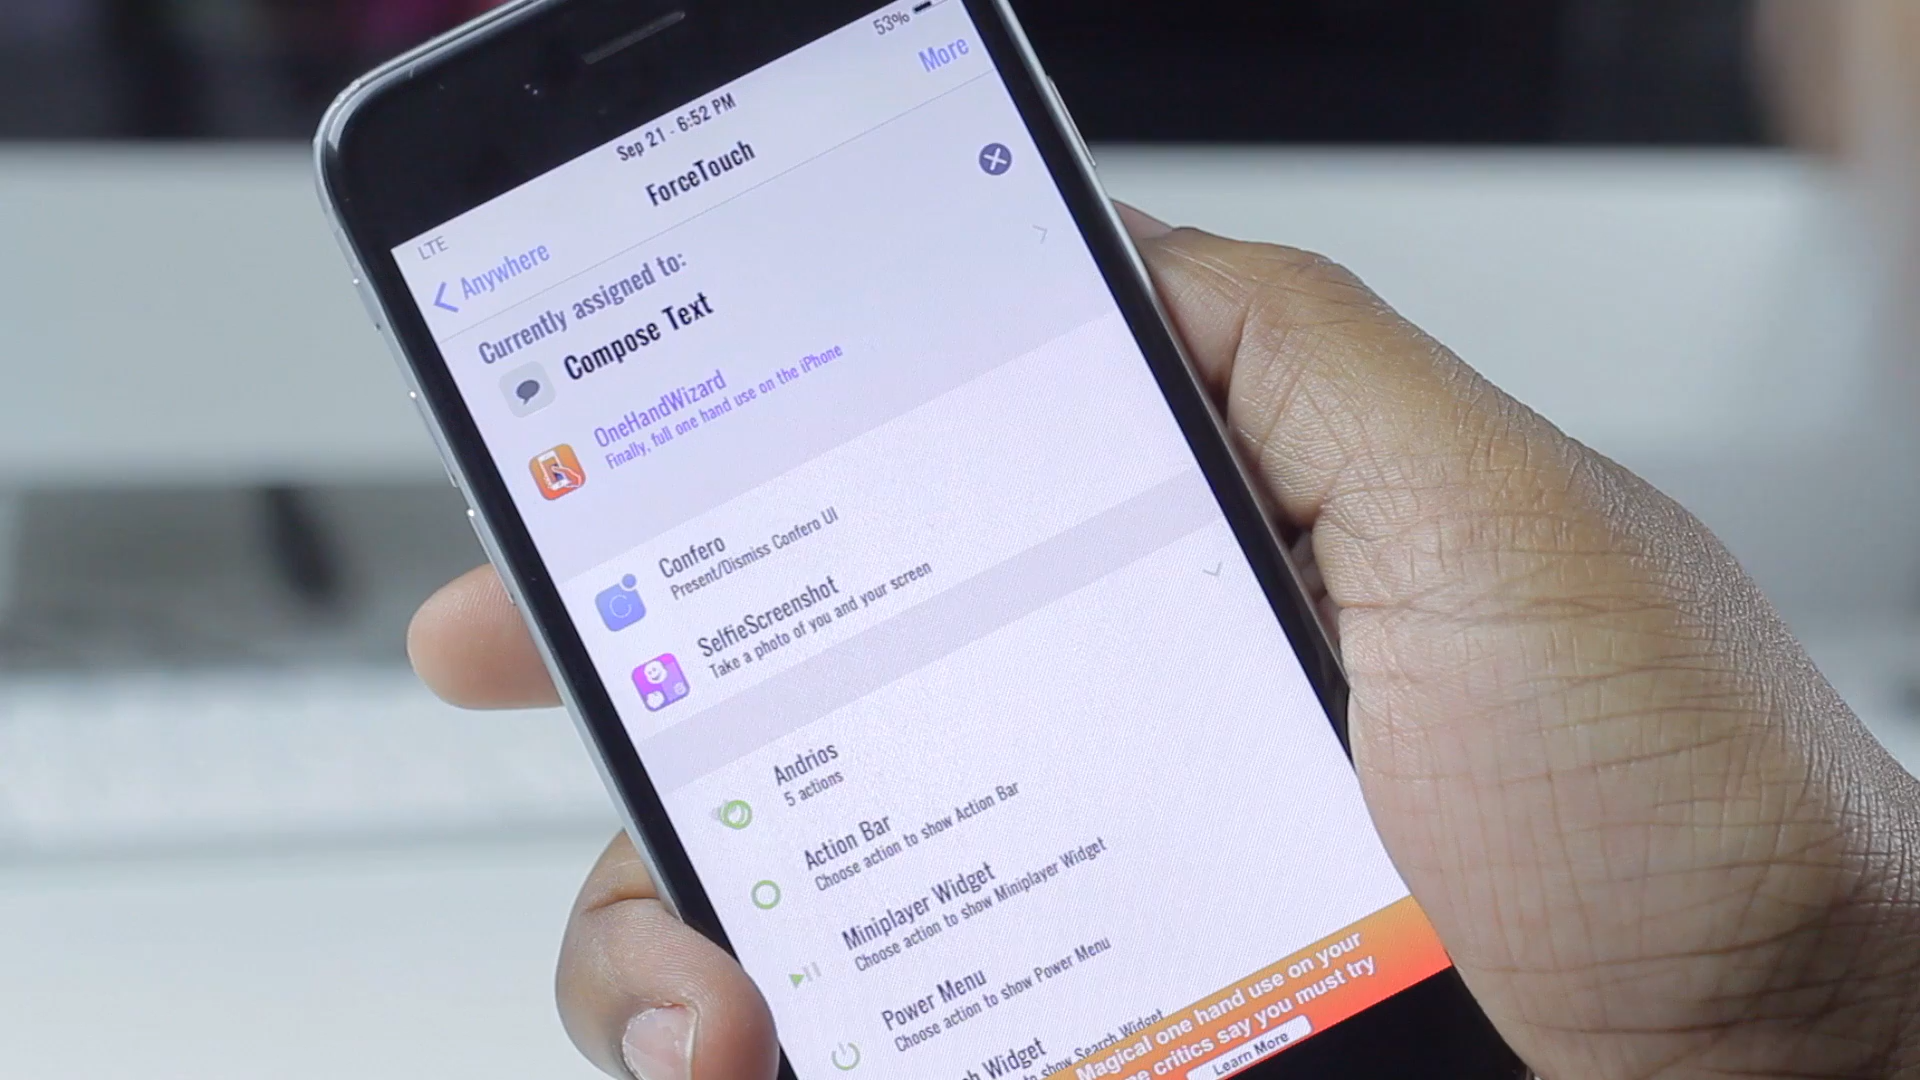 53%
LTE
Sep 21 - 6:52 PM
Anywhere
ForceTouch
More
Currently assigned to:
Compose Text
OneHandWizard
Finally, full one hand use on the iPhone
Confero
Present/Dismiss Confero UI
SelfieScreenshot
Take a photo of you and your screen
Andrios
5 actions
Action Bar
Choose action to show Action Bar
Miniplayer Widget
Choose action to show Miniplayer Widget
Power Menu
Choose action to show Power Menu
Widget
show Search Widget
Magical one hand use on your
critics say you must try
Learn More